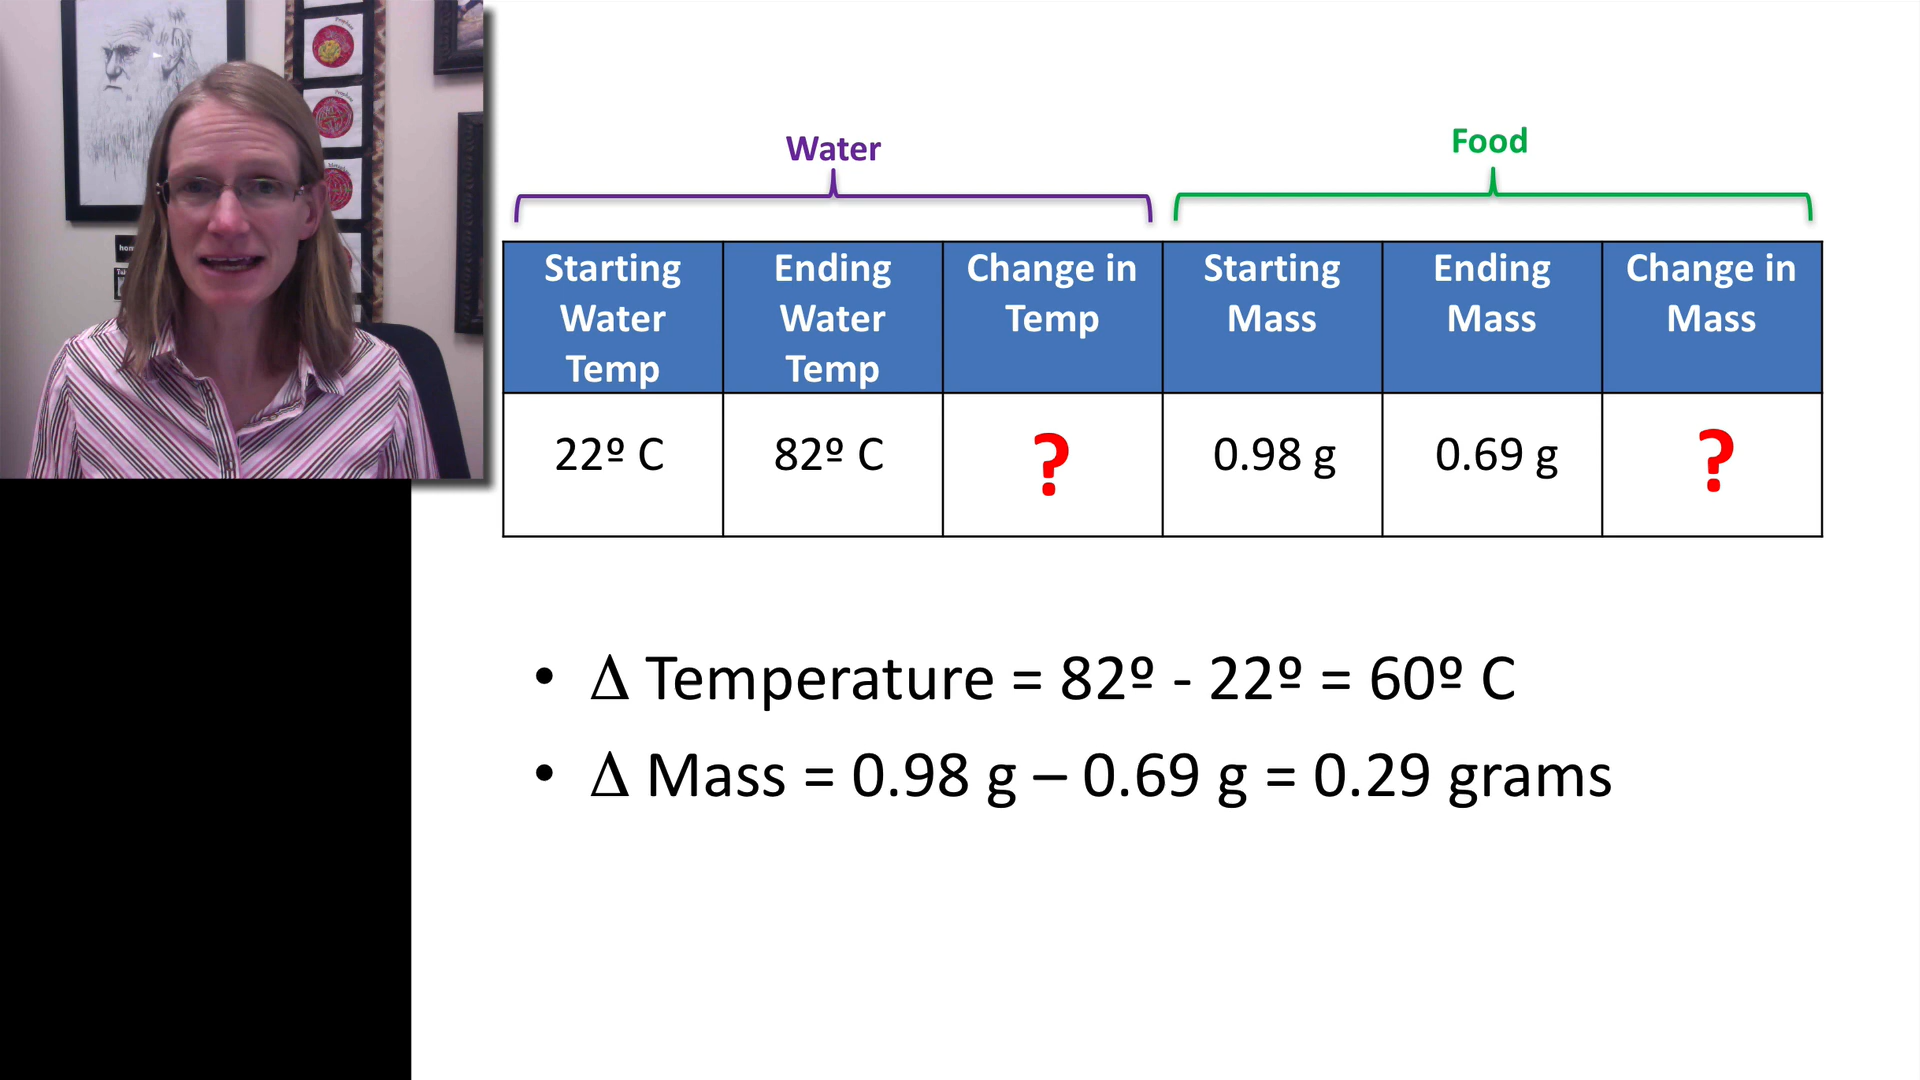 Water
Food
Starting Water Temp
Ending Water Temp
Change in Temp
Starting Mass
Ending Mass
Change in Mass
22º C
82º C
?
0.98 g
0.69 g
?
• Δ Temperature = 82º - 22º = 60º C
• Δ Mass = 0.98 g – 0.69 g = 0.29 grams